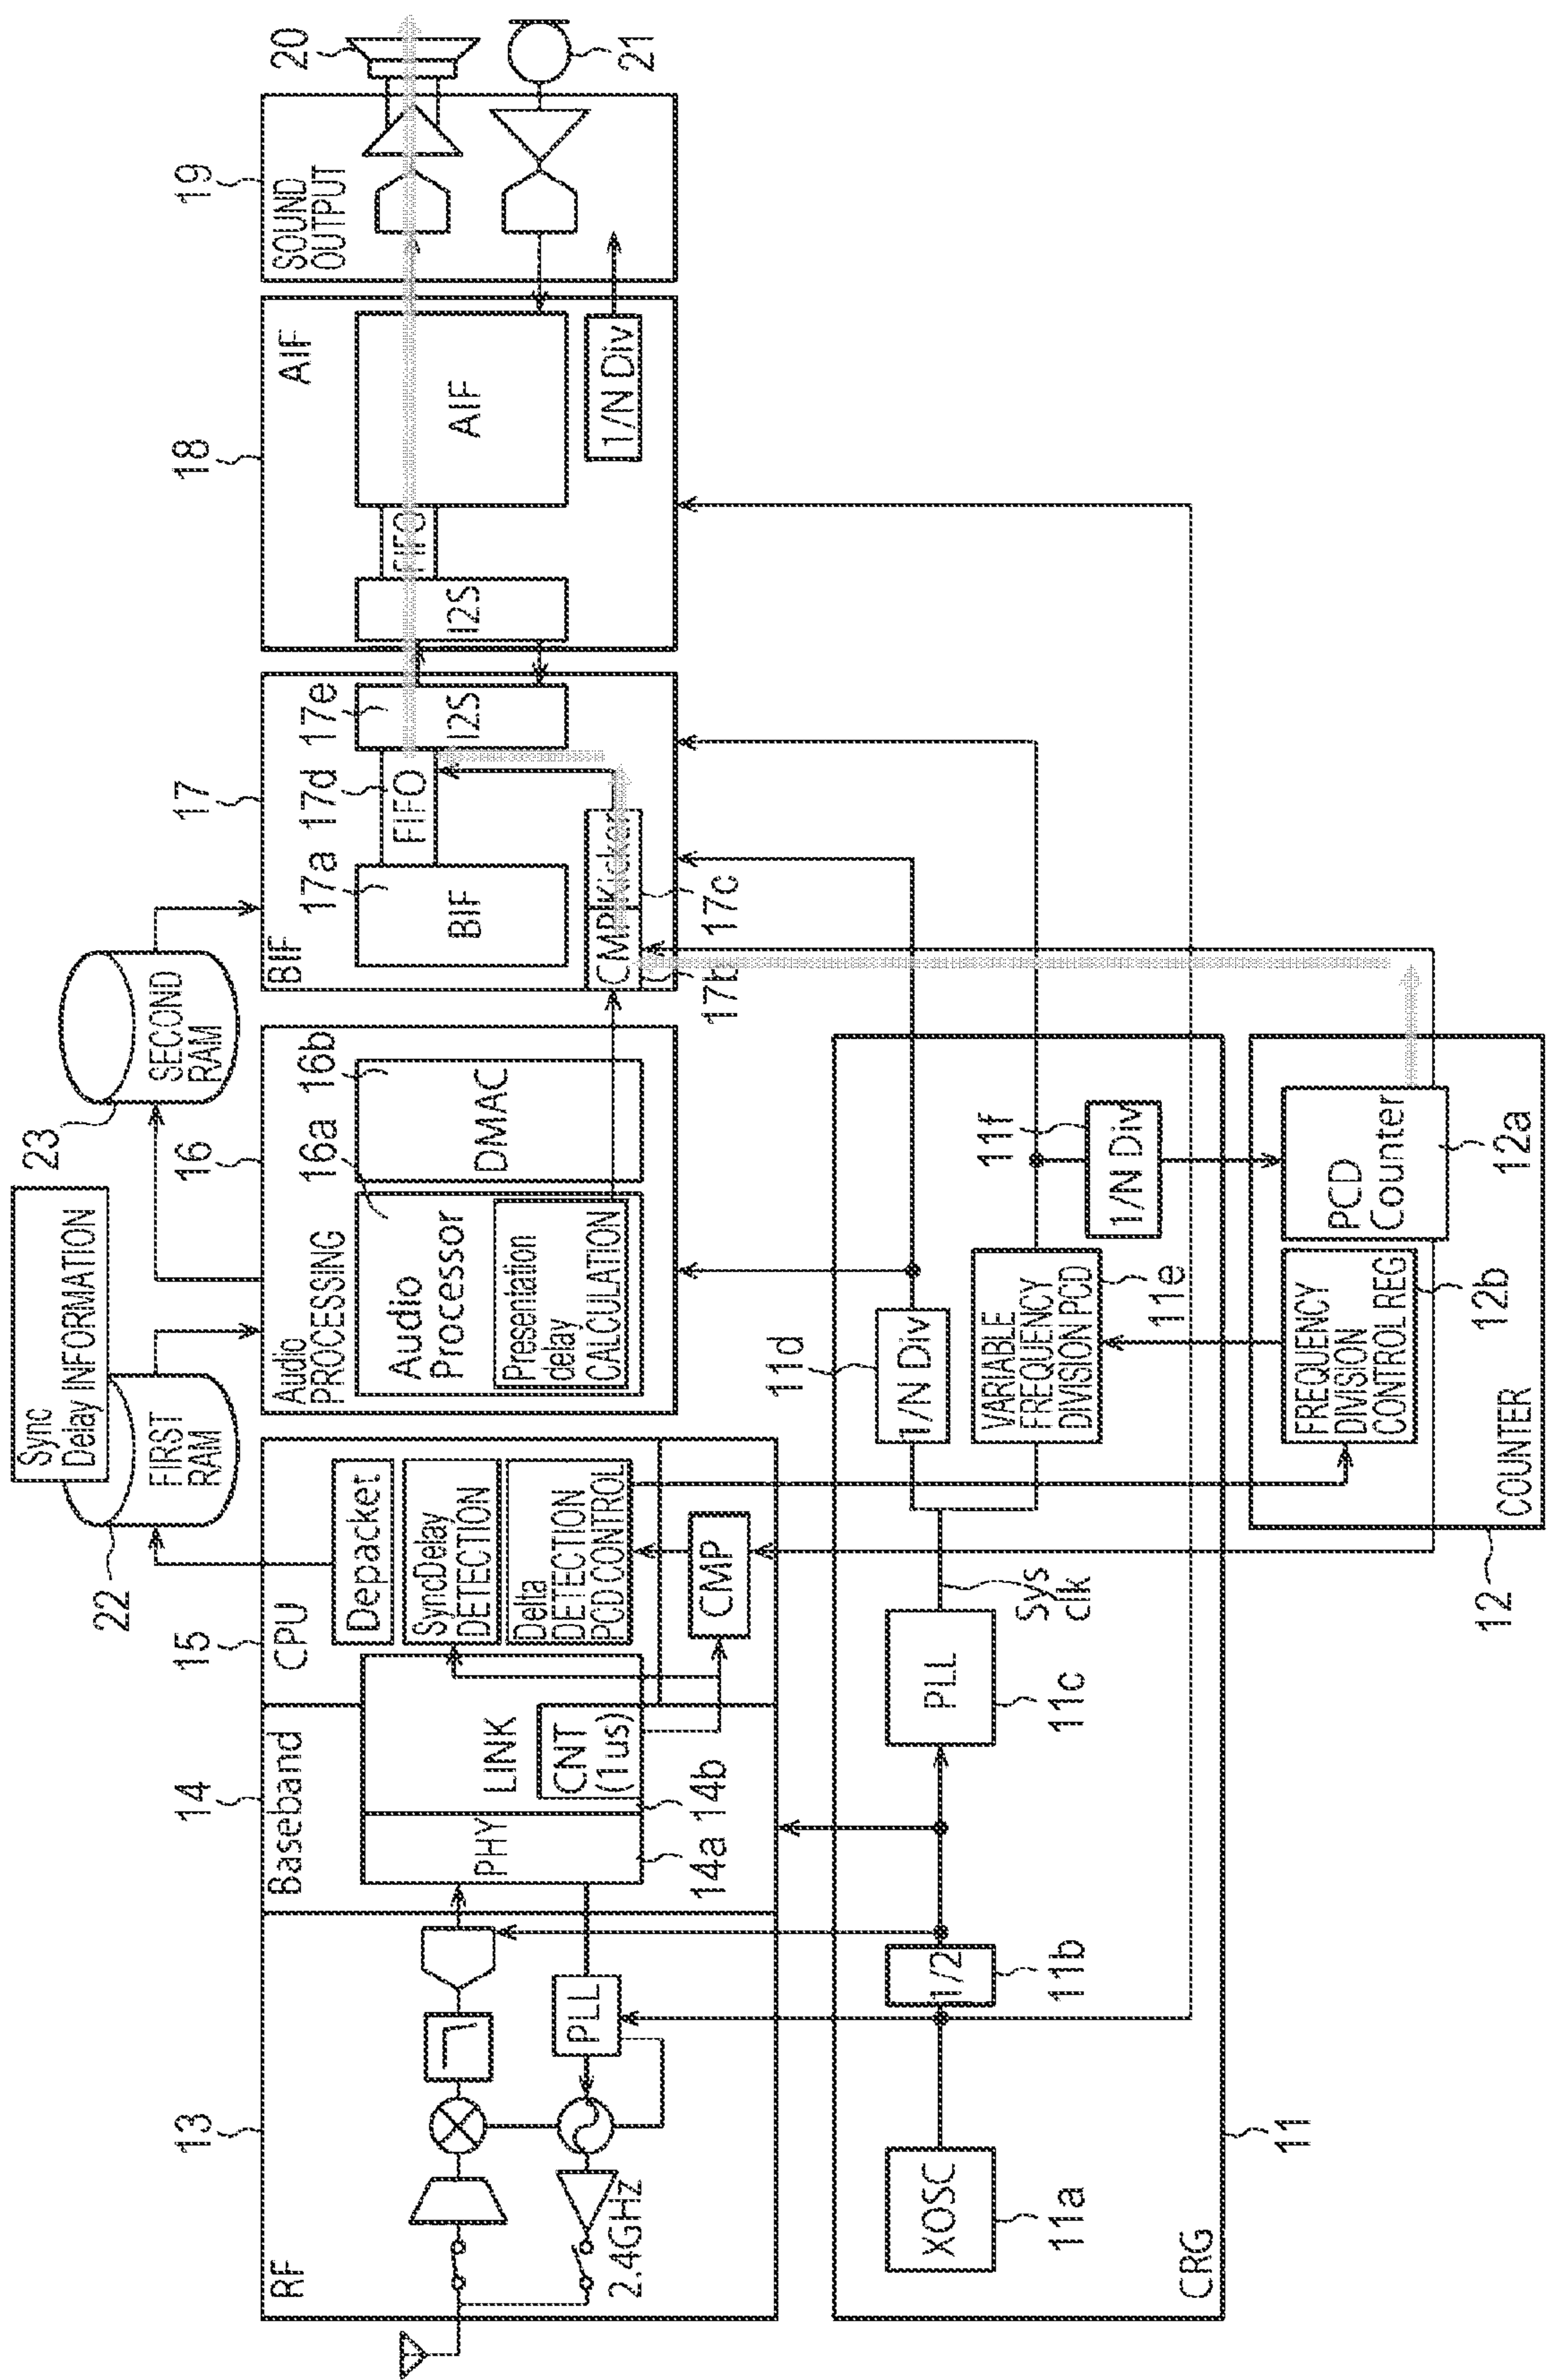 Sync
Delay INFORMATION
22
FIRST
RAM
23
SECOND
RAM
13
RF
2.4GHz
PLL
14
Baseband
PHY
LINK
CNT
(1us)
14a
14b
15
CPU
Depacket
SyncDelay
DETECTION
Delta
DETECTION
PCD CONTROL
CMP
16
Audio
PROCESSING
16a
16b
Audio
Processor
Presentation
delay
CALCULATION
DMAC
17
BIF
17a
17d
17e
BIF
FIFO
I2S
CMP
Kicker
17b
17c
18
AIF
I2S
FIFO
AIF
1/N Div
19
SOUND
OUTPUT
20
21
CRG
11
XOSC
11a
1/2
11b
PLL
11c
Sys
clk
11d
1/N Div
VARIABLE
FREQUENCY
DIVISION PCD
11e
11f
1/N Div
12
COUNTER
FREQUENCY
DIVISION
CONTROL REG
12b
PCD
Counter
12a